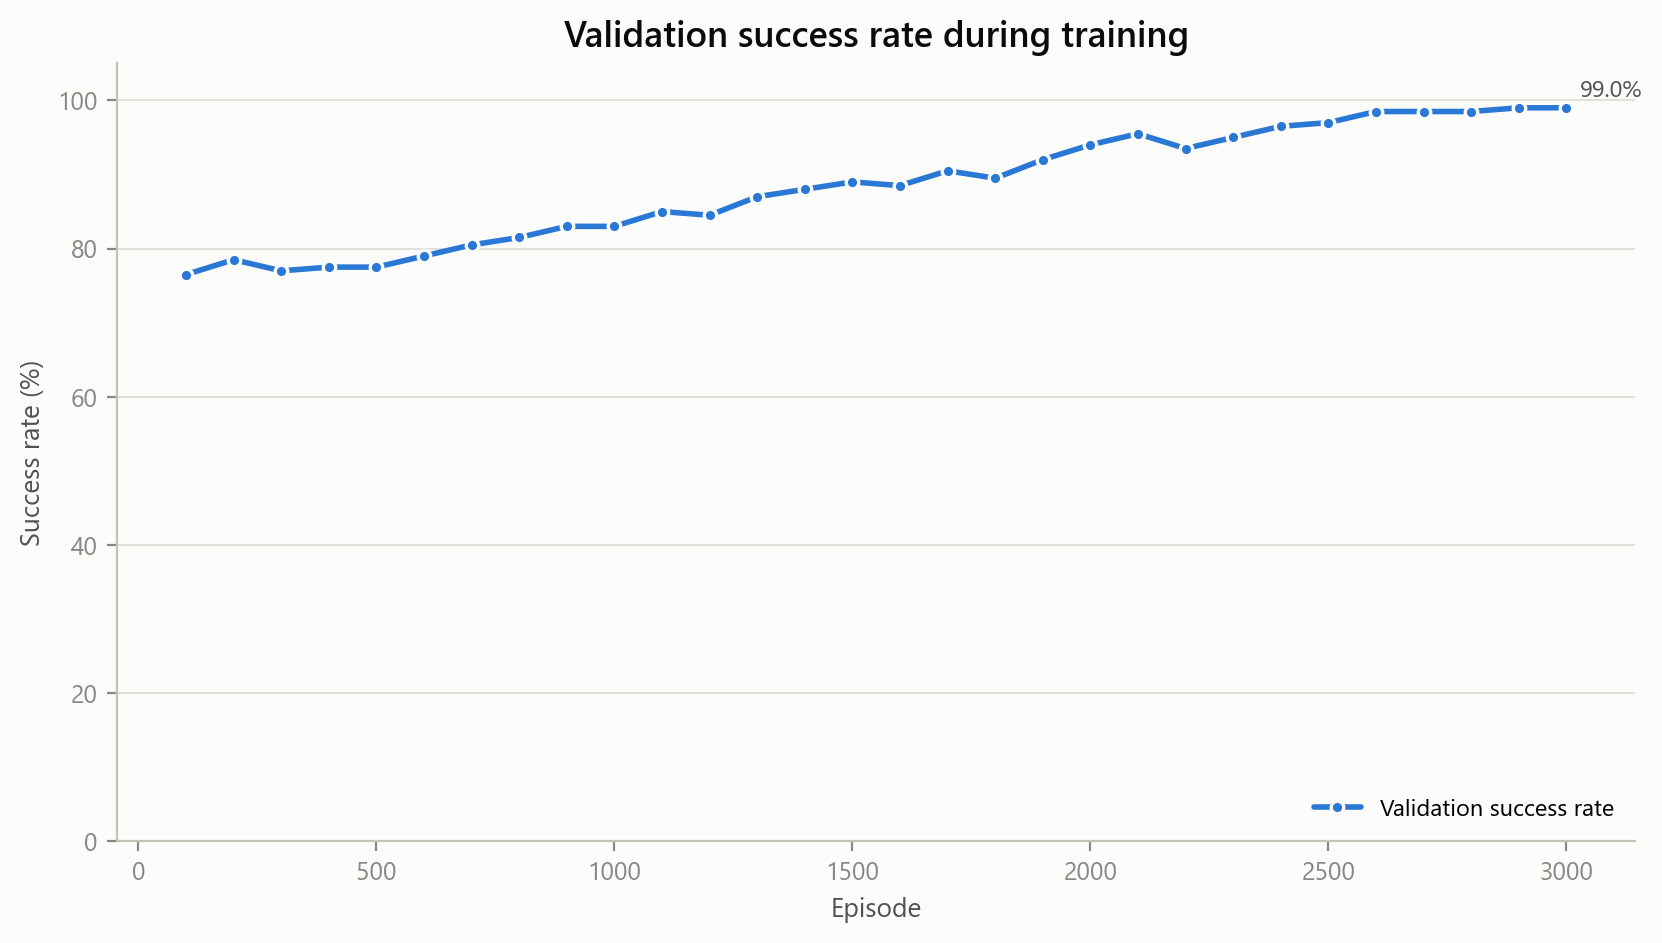 Validation success rate during training
99.0%
100
80
60
40
20
0
Success rate (%)
Validation success rate
0 500 1000 1500 2000 2500 3000
Episode